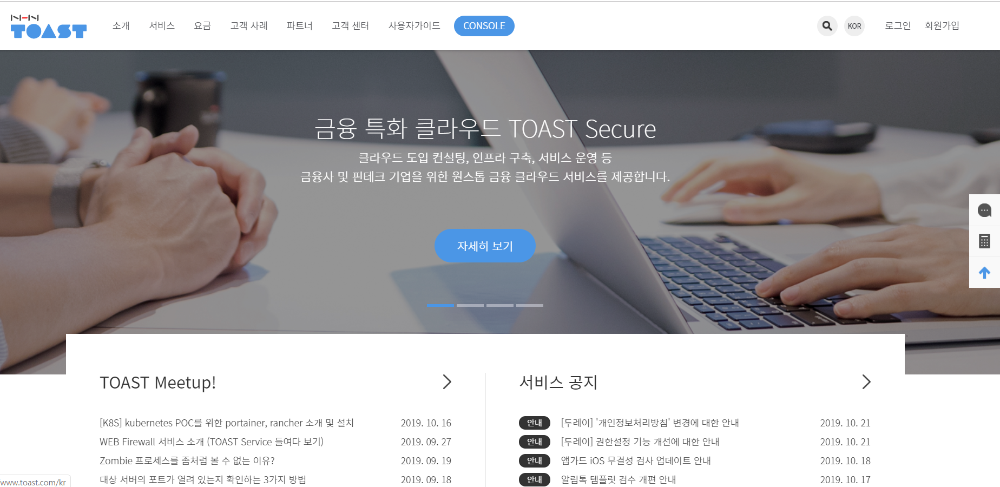 NHN
TOAST
소개 서비스 요금 고객 사례 파트너 고객 센터 사용자가이드 CONSOLE KOR 로그인 회원가입
금융 특화 클라우드 TOAST Secure
클라우드 도입 컨설팅, 인프라 구축, 서비스 운영 등
금융사 및 핀테크 기업을 위한 원스톱 금융 클라우드 서비스를 제공합니다.
자세히 보기
TOAST Meetup!
[K8S] kubernetes POC를 위한 portainer, rancher 소개 및 설치 2019. 10. 16
WEB Firewall 서비스 소개 (TOAST Service 들여다 보기) 2019. 09. 27
Zombie 프로세스를 좀처럼 볼 수 없는 이유? 2019. 09. 19
대상 서버의 포트가 열려 있는지 확인하는 3가지 방법 2019. 09. 18
서비스 공지
안내 [두레이] '개인정보처리방침' 변경에 대한 안내 2019. 10. 21
안내 [두레이] 권한설정 기능 개선에 대한 안내 2019. 10. 21
안내 앱가드 iOS 무결성 검사 업데이트 안내 2019. 10. 18
안내 알림톡 템플릿 검수 개편 안내 2019. 10. 17
www.toast.com/kr